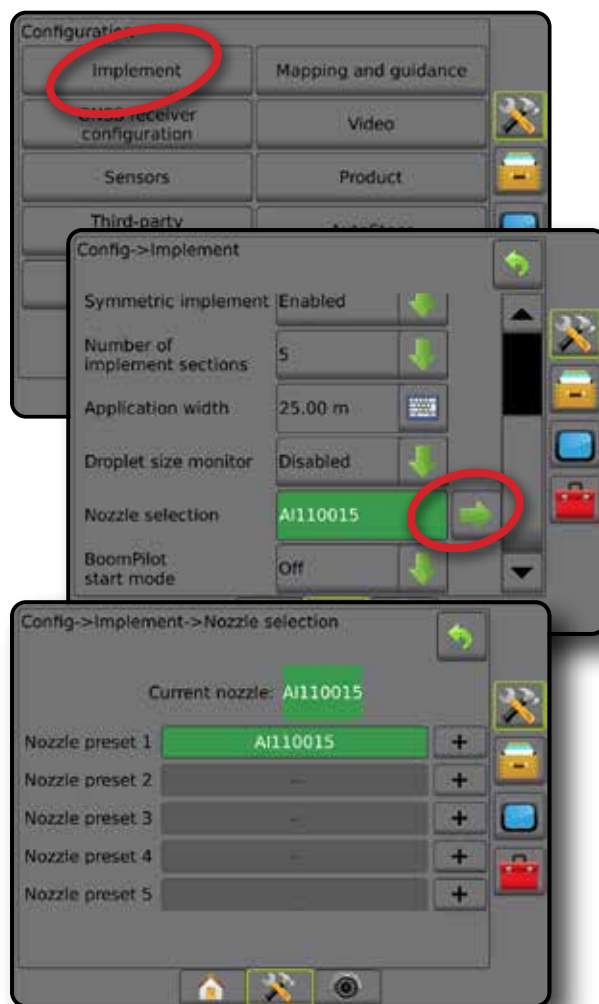 Configuration
Implement
Mapping and guidance
GNSS receiver
configuration
Video
Sensors
Product
Third-party
Config->Implement
Symmetric implement Enabled
Number of
implement sections
5
Application width
25.00 m
Droplet size monitor
Disabled
Nozzle selection
AI110015
BoomPilot
start mode
Off
Config->Implement->Nozzle selection
Current nozzle: AI110015
Nozzle preset 1 AI110015 +
Nozzle preset 2 -- +
Nozzle preset 3 -- +
Nozzle preset 4 -- +
Nozzle preset 5 -- +